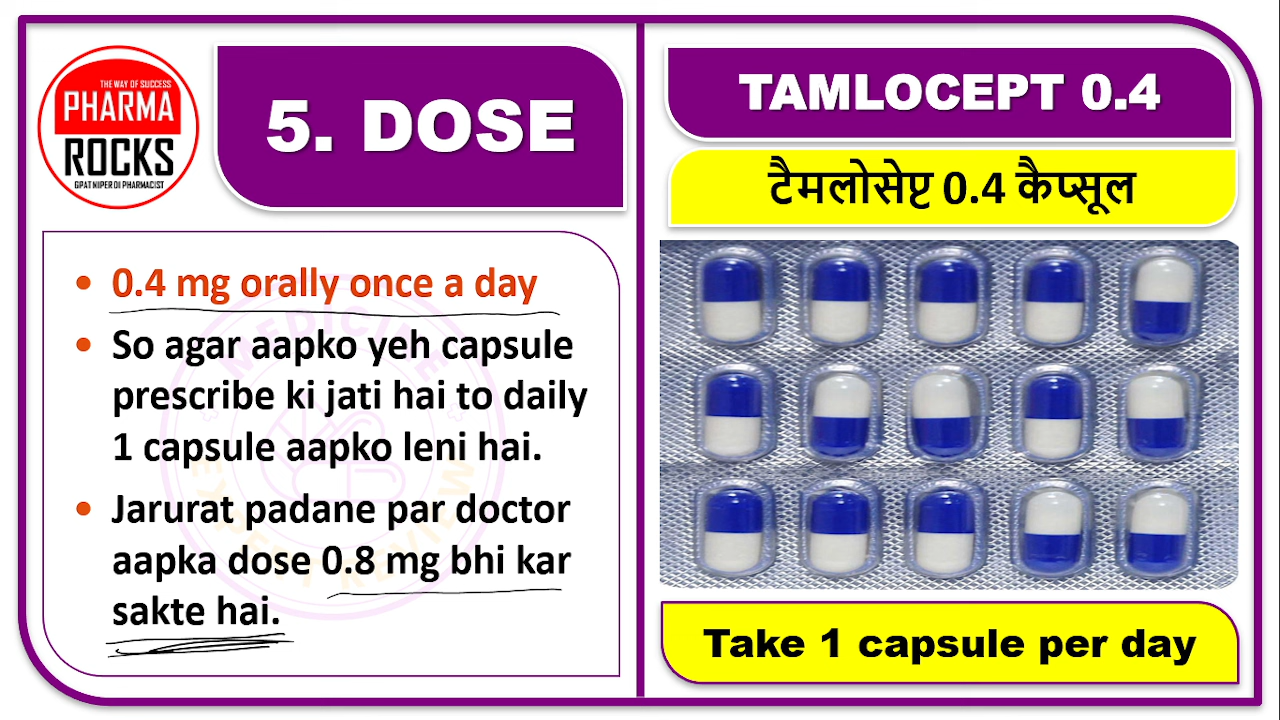 THE WAY OF SUCCESS
PHARMA
ROCKS
GPAT NIPER DI PHARMACIST
5. DOSE
• 0.4 mg orally once a day
• So agar aapko yeh capsule
prescribe ki jati hai to daily
1 capsule aapko leni hai.
• Jarurat padane par doctor
aapka dose 0.8 mg bhi kar
sakte hai.
TAMLOCEPT 0.4
टैमलोसेप्ट 0.4 कैप्सूल
Take 1 capsule per day